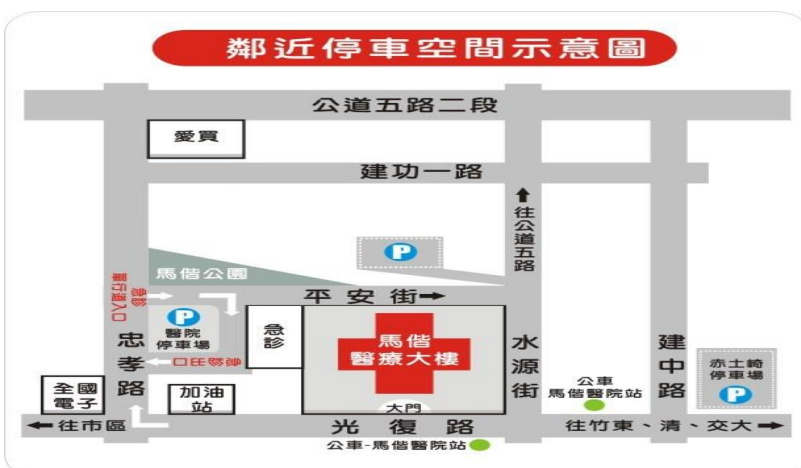 鄰近停車空間示意圖
公道五路二段
愛買
建功一路
往公道五路
P
馬偕公園
急診
車行道入口
平安街
P
醫院
停車場
急診
馬偕
醫療大樓
急診出口
忠孝路
水源街
建中路
赤土崎
停車場
P
公車
馬偕醫院站
全國
電子
加油
站
大門
往市區
光復路
往竹東、清、交大
公車-馬偕醫院站